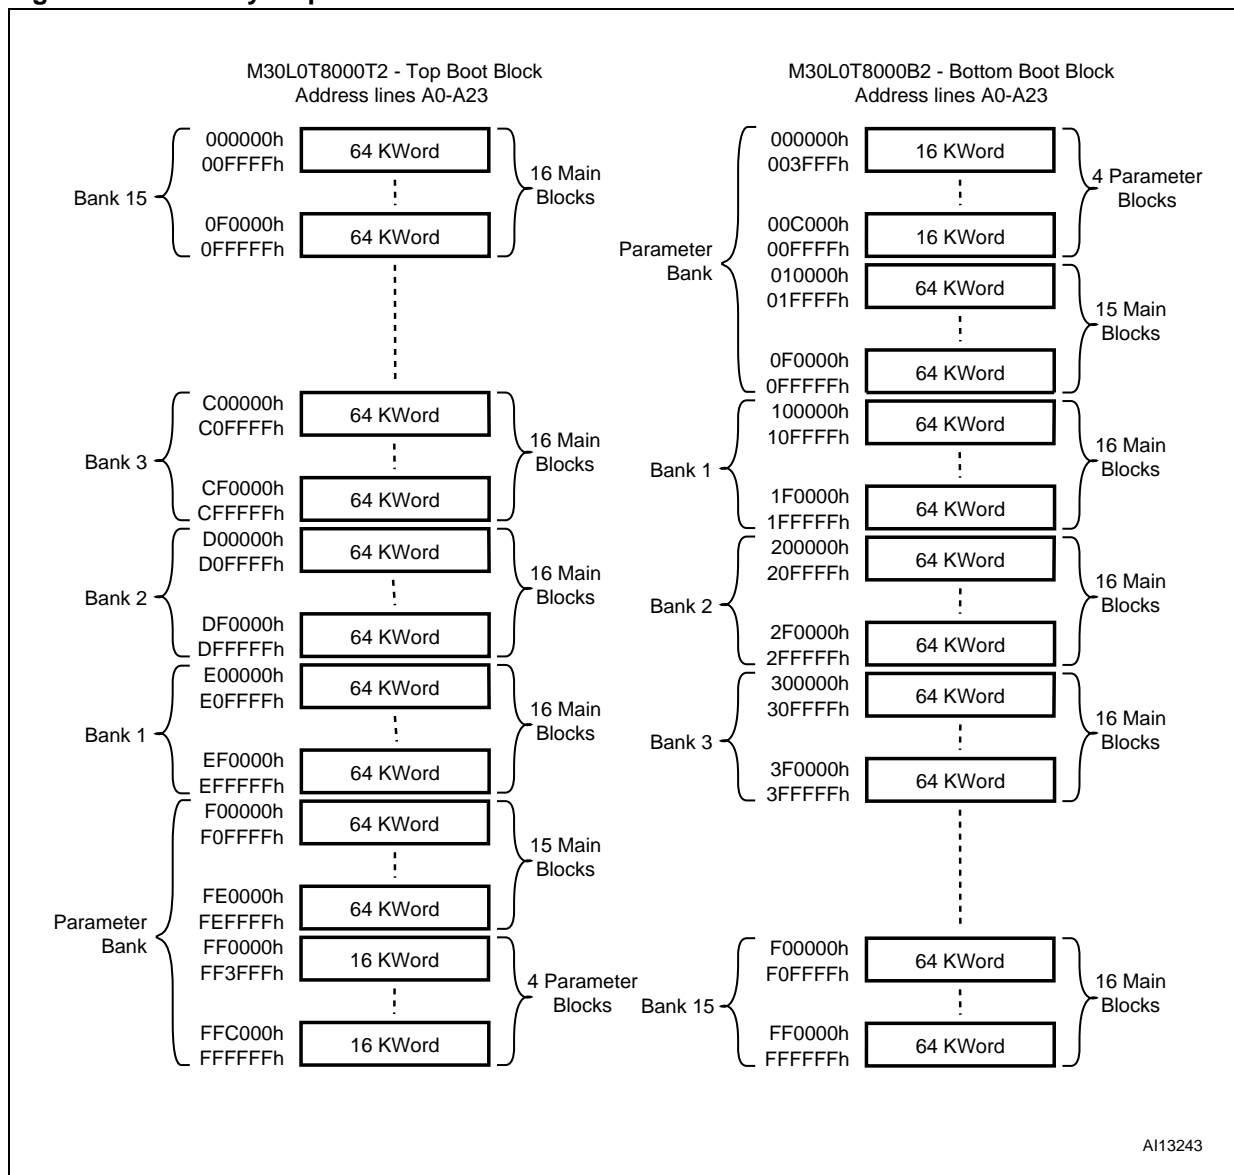 M30L0T8000T2 - Top Boot Block
Address lines A0-A23
000000h
00FFFFh
64 KWord
Bank 15
16 Main
Blocks
0F0000h
0FFFFFh
64 KWord
C00000h
C0FFFFh
64 KWord
Bank 3
16 Main
Blocks
CF0000h
CFFFFFh
64 KWord
D00000h
D0FFFFh
64 KWord
Bank 2
16 Main
Blocks
DF0000h
DFFFFFh
64 KWord
E00000h
E0FFFFh
64 KWord
Bank 1
16 Main
Blocks
EF0000h
EFFFFFh
64 KWord
F00000h
F0FFFFh
64 KWord
15 Main
Blocks
FE0000h
FEFFFFh
64 KWord
Parameter
Bank
FF0000h
FF3FFFh
16 KWord
4 Parameter
Blocks
FFC000h
FFFFFFh
16 KWord
M30L0T8000B2 - Bottom Boot Block
Address lines A0-A23
000000h
003FFFh
16 KWord
4 Parameter
Blocks
00C000h
00FFFFh
16 KWord
Parameter
Bank
010000h
01FFFFh
64 KWord
15 Main
Blocks
0F0000h
0FFFFFh
64 KWord
100000h
10FFFFh
64 KWord
Bank 1
16 Main
Blocks
1F0000h
1FFFFFh
64 KWord
200000h
20FFFFh
64 KWord
Bank 2
16 Main
Blocks
2F0000h
2FFFFFh
64 KWord
300000h
30FFFFh
64 KWord
Bank 3
16 Main
Blocks
3F0000h
3FFFFFh
64 KWord
F00000h
F0FFFFh
64 KWord
Bank 15
16 Main
Blocks
FF0000h
FFFFFFh
64 KWord
AI13243